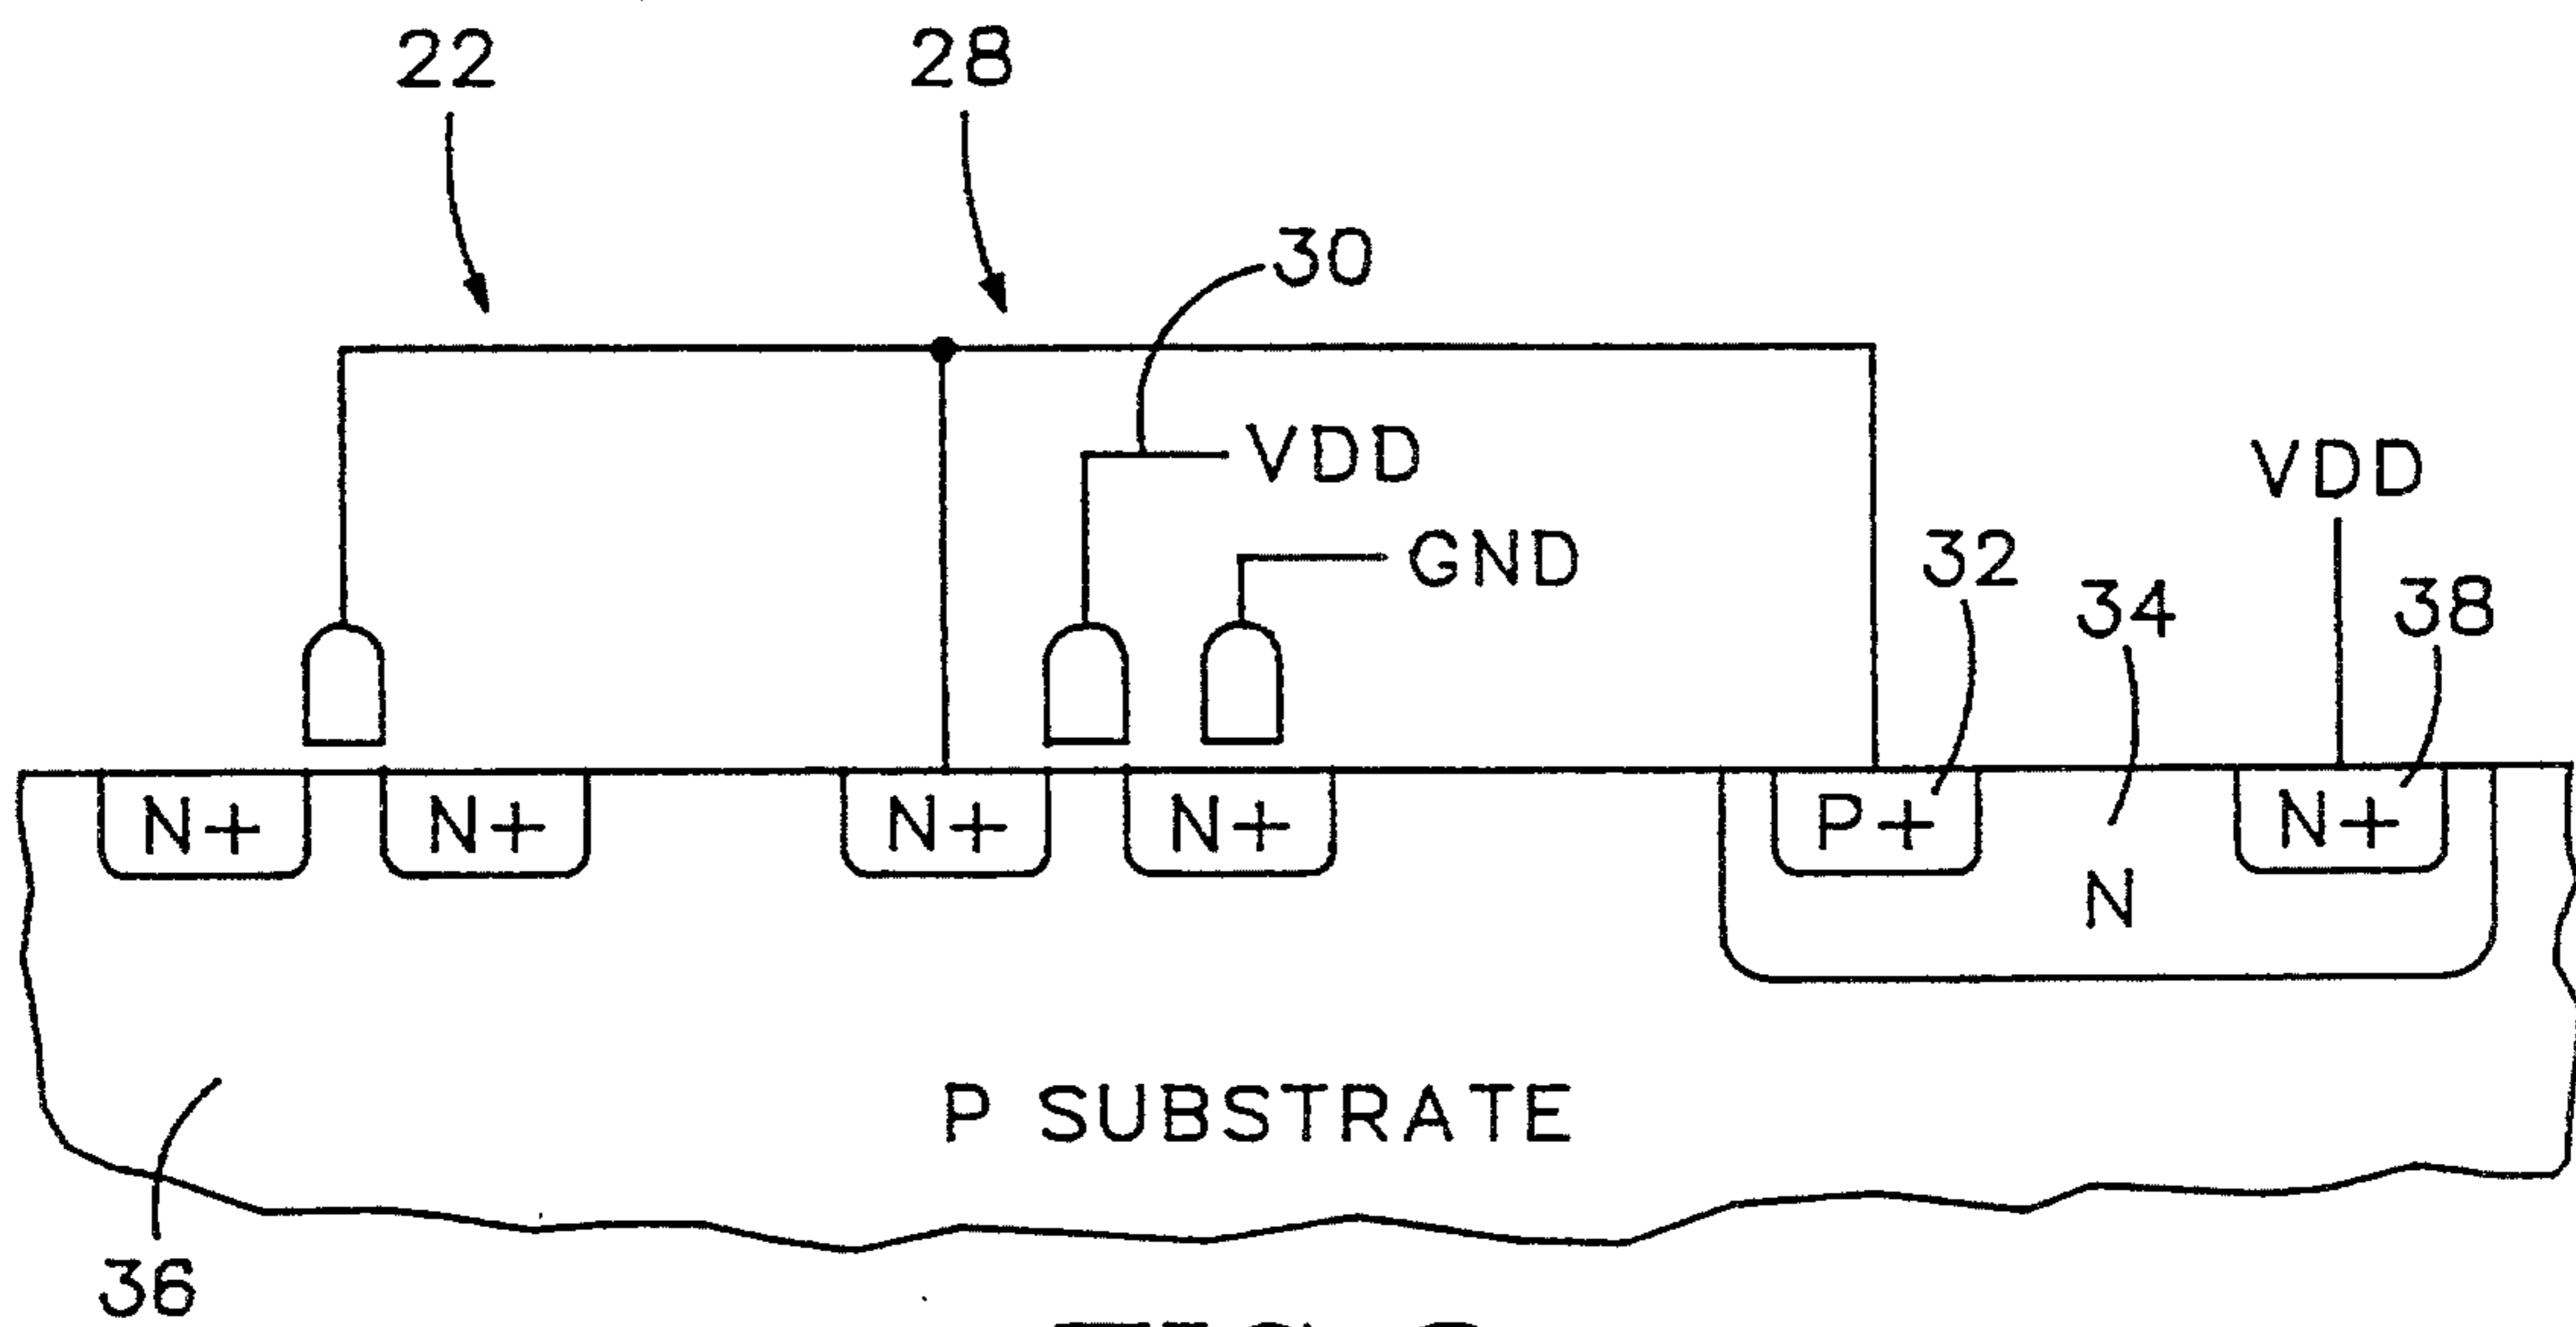 22 28
30
VDD VDD
GND 32 34 38
N+ N+ N+ N+ P+ N+
N
P SUBSTRATE
36